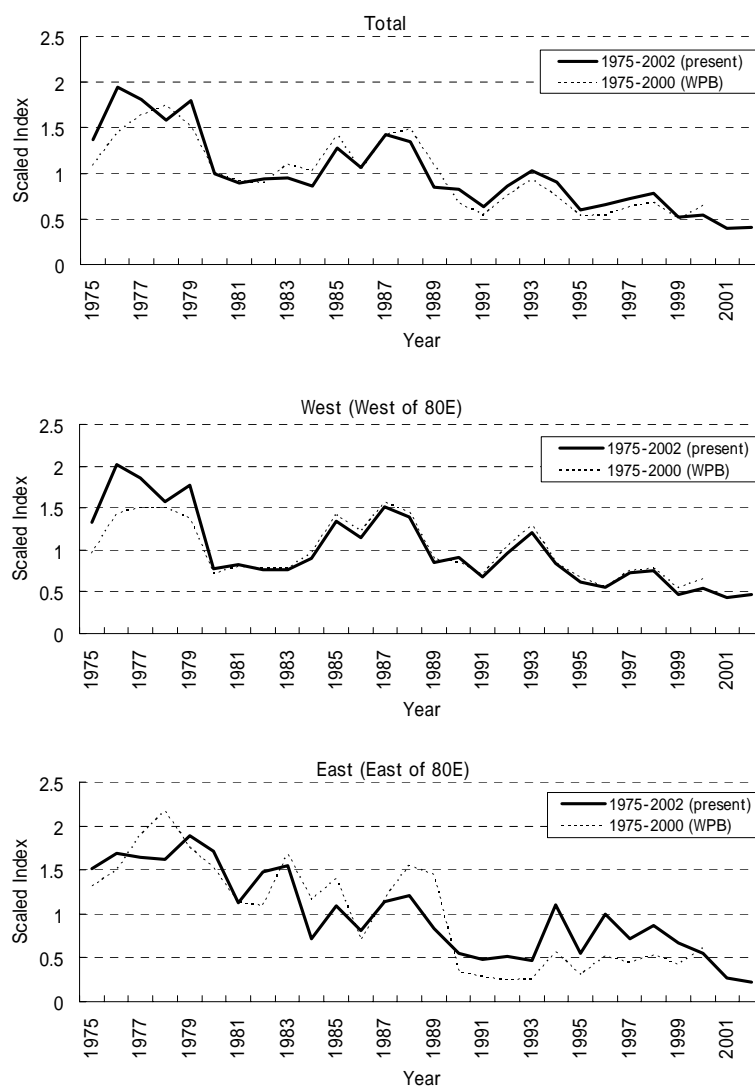 Total
2.5
2
1.5
1
0.5
0
Scaled Index
1975-2002 (present)
1975-2000 (WPB)
1975 1977 1979 1981 1983 1985 1987 1989 1991 1993 1995 1997 1999 2001
Year
West (West of 80E)
2.5
2
1.5
1
0.5
0
Scaled Index
1975-2002 (present)
1975-2000 (WPB)
1975 1977 1979 1981 1983 1985 1987 1989 1991 1993 1995 1997 1999 2001
Year
East (East of 80E)
2.5
2
1.5
1
0.5
0
Scaled Index
1975-2002 (present)
1975-2000 (WPB)
1975 1977 1979 1981 1983 1985 1987 1989 1991 1993 1995 1997 1999 2001
Year